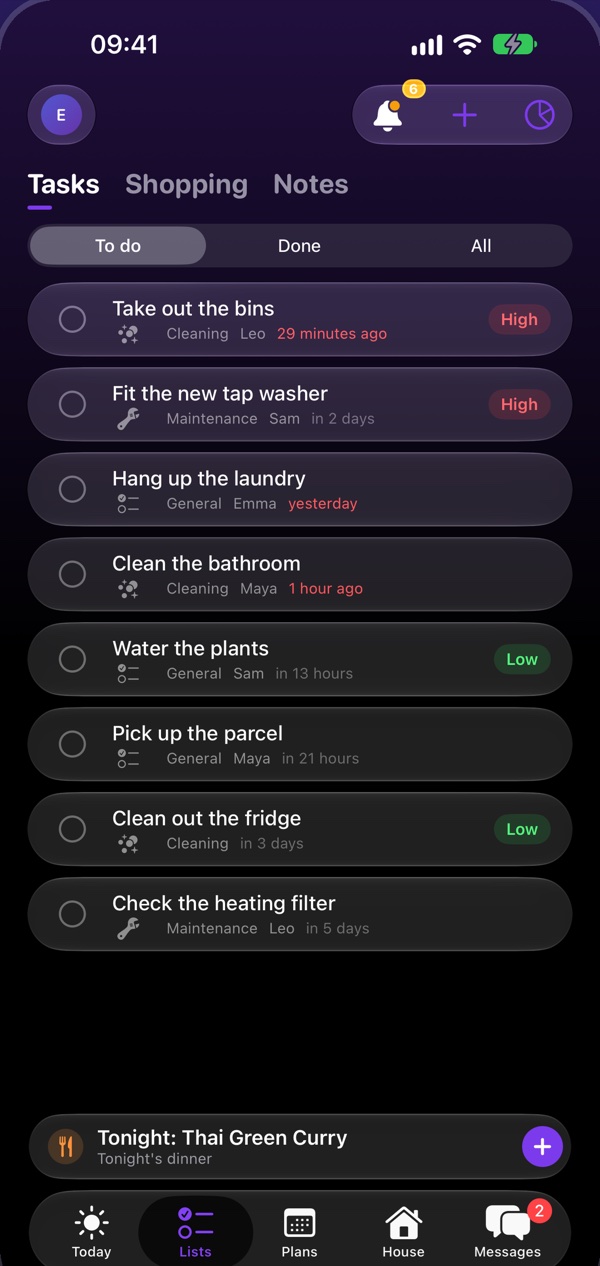 09:41
E
6
Tasks Shopping Notes
To do Done All
Take out the bins
Cleaning Leo 29 minutes ago
High
Fit the new tap washer
Maintenance Sam in 2 days
High
Hang up the laundry
General Emma yesterday
Clean the bathroom
Cleaning Maya 1 hour ago
Water the plants
General Sam in 13 hours
Low
Pick up the parcel
General Maya in 21 hours
Clean out the fridge
Cleaning in 3 days
Low
Check the heating filter
Maintenance Leo in 5 days
Tonight: Thai Green Curry
Tonight's dinner
2
Today Lists Plans House Messages